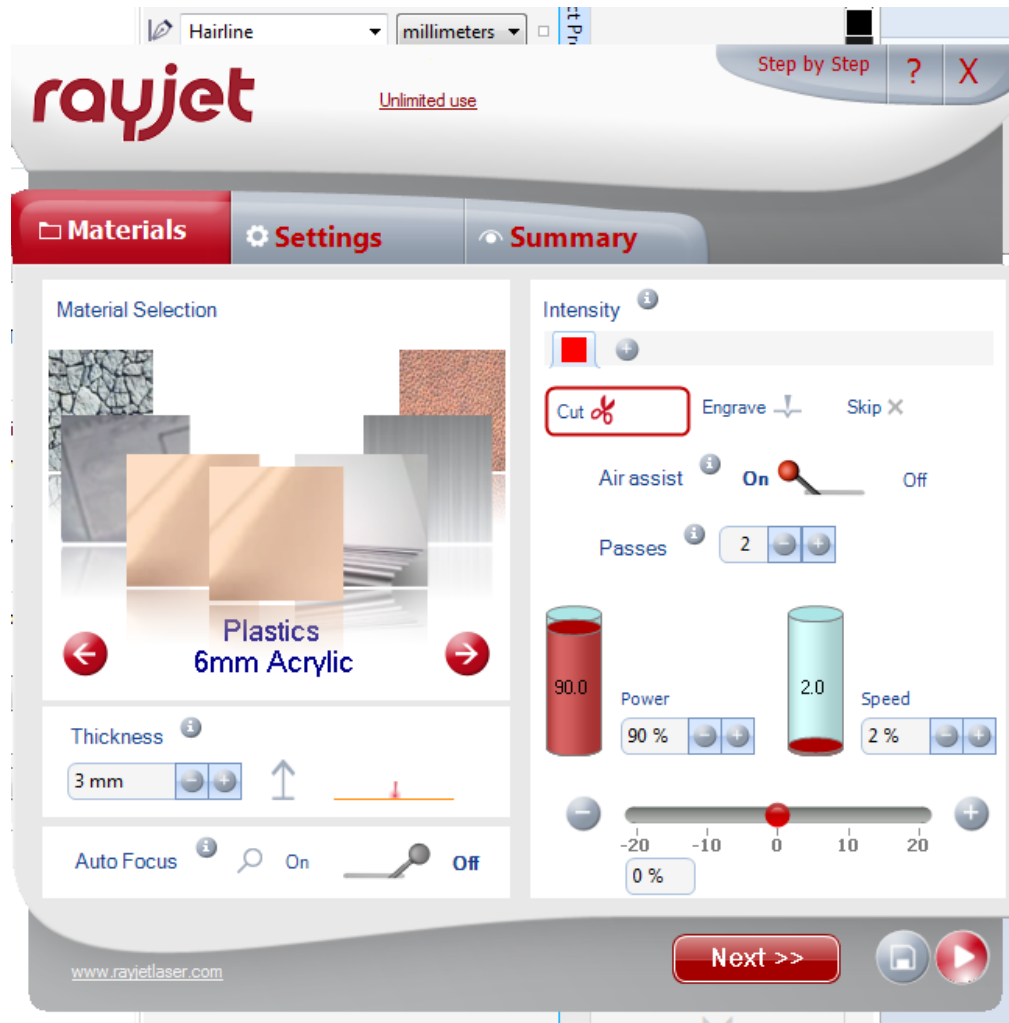 Hairline
millimeters
ct Pr
rayjet
Unlimited use
Step by Step
?
X
Materials
Settings
Summary
Material Selection
Plastics
6mm Acrylic
Thickness
3 mm
Auto Focus
On
Off
Intensity
Cut
Engrave
Skip
Air assist
On
Off
Passes
2
90.0
Power
90 %
2.0
Speed
2 %
-20 -10 0 10 20
0 %
www.rayjetlaser.com
Next >>